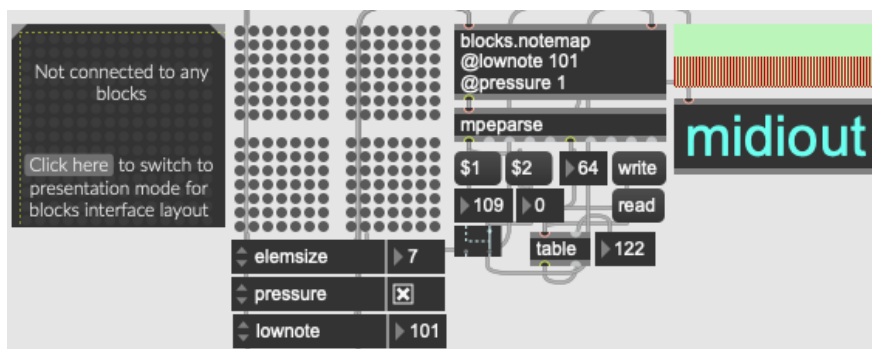 Not connected to any
blocks
Click here to switch to
presentation mode for
blocks interface layout
elemsize 7
pressure
lownote 101
blocks.notemap
@lownote 101
@pressure 1
mpeparse
$1 $2 64 write
109 0 read
table 122
midiout